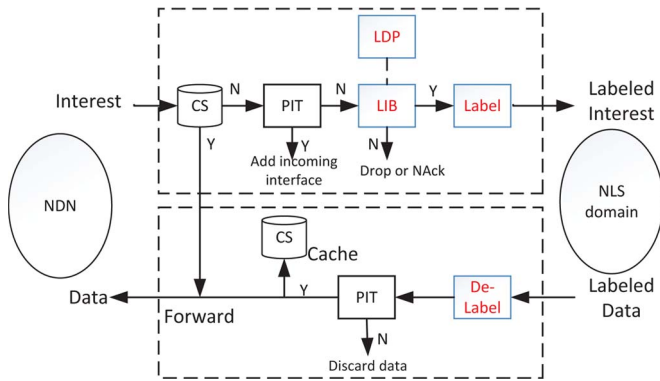 LDP
Interest
CS
N
PIT
N
LIB
Y
Label
Labeled
Interest
Y
Y
N
Add incoming
interface
Drop or NAck
NDN
NLS
domain
CS
Cache
Data
Forward
Y
PIT
De-
Label
Labeled
Data
N
Discard data